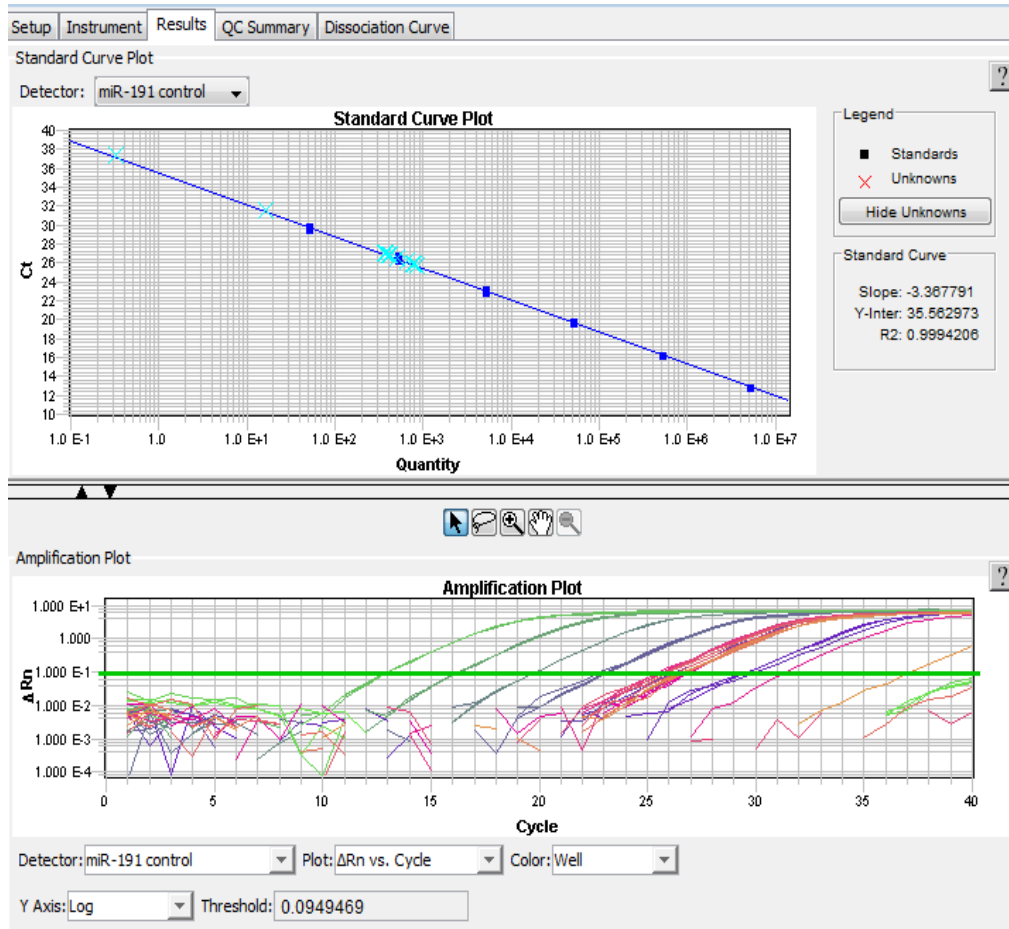 Setup Instrument Results QC Summary Dissociation Curve
Standard Curve Plot
?
Detector: miR-191 control
Standard Curve Plot
40
38
36
34
32
30
28
26
24
22
20
18
16
14
12
10
Ct
1.0 E-1 1.0 1.0 E+1 1.0 E+2 1.0 E+3 1.0 E+4 1.0 E+5 1.0 E+6 1.0 E+7
Quantity
Legend
Standards
Unknowns
Hide Unknowns
Standard Curve
Slope: -3.367791
Y-Inter: 35.562973
R2: 0.9994206
Amplification Plot
?
Amplification Plot
1.000 E+1
1.000
1.000 E-1
1.000 E-2
1.000 E-3
1.000 E-4
Δ Rn
0 5 10 15 20 25 30 35 40
Cycle
Detector: miR-191 control Plot: ΔRn vs. Cycle Color: Well
Y Axis: Log Threshold: 0.0949469